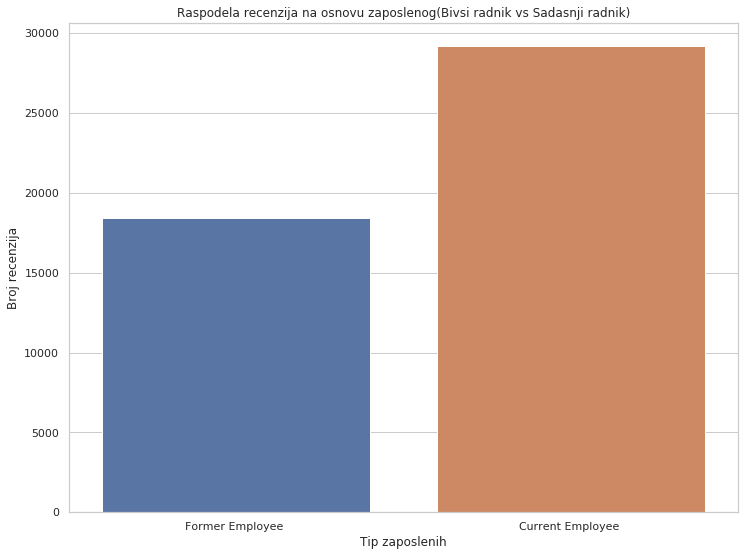 Raspodela recenzija na osnovu zaposlenog(Bivsi radnik vs Sadasnji radnik)
30000
25000
20000
15000
10000
5000
0
Broj recenzija
Former Employee
Current Employee
Tip zaposlenih